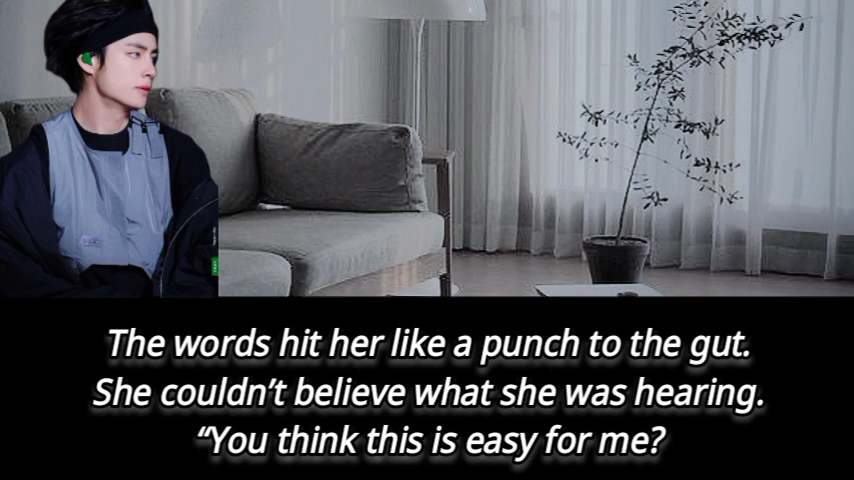 The words hit her like a punch to the gut.
She couldn’t believe what she was hearing.
“You think this is easy for me?